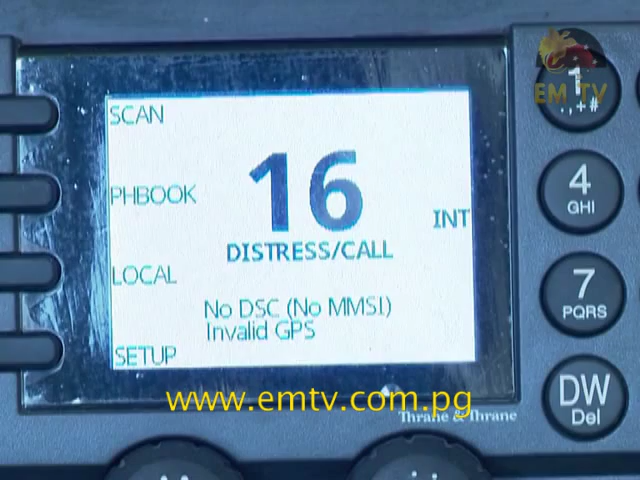 EM TV
1
.,+#
SCAN
16
PHBOOK
4
GHI
INT
DISTRESS/CALL
LOCAL
7
PQRS
No DSC (No MMSI)
Invalid GPS
SETUP
DW
Del
www.emtv.com.pg
Thrane & Thrane